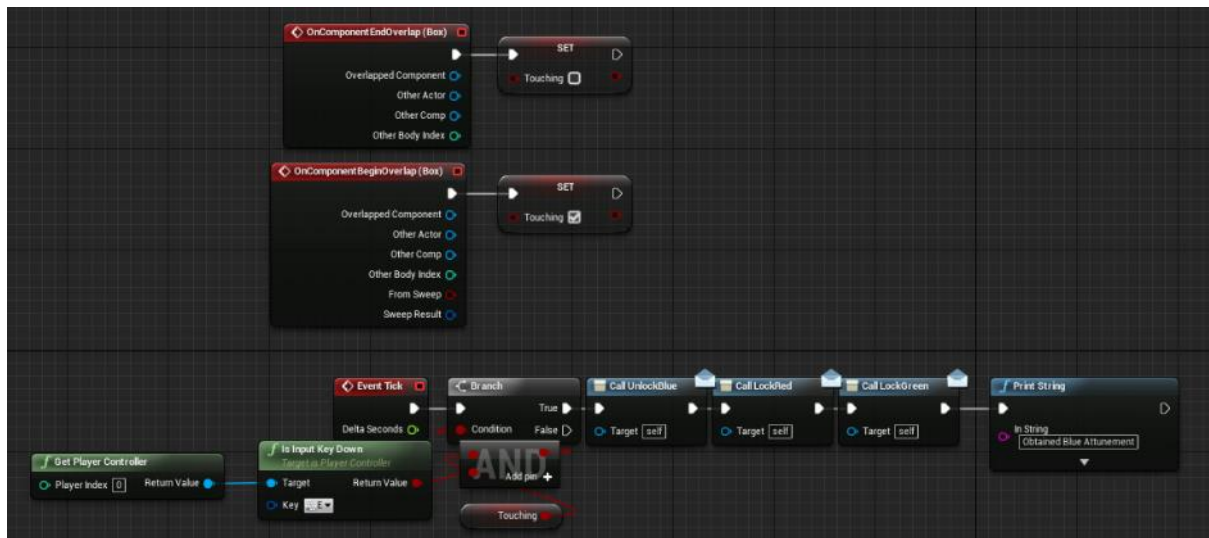 OnComponentEndOverlap (Box)
SET
Overlapped Component
Touching
Other Actor
Other Comp
Other Body Index
OnComponentBeginOverlap (Box)
SET
Overlapped Component
Touching
Other Actor
Other Comp
Other Body Index
From Sweep
Sweep Result
Event Tick
Delta Seconds
Branch
True
Condition
False
Call UnlockBlue
Target self
Call LockRed
Target self
Call LockGreen
Target self
f Print String
In String
Obtained Blue Attunement
f Get Player Controller
Player Index 0
Return Value
f Is Input Key Down
Target is Player Controller
Target
Return Value
Key E
AND
Add pin +
Touching